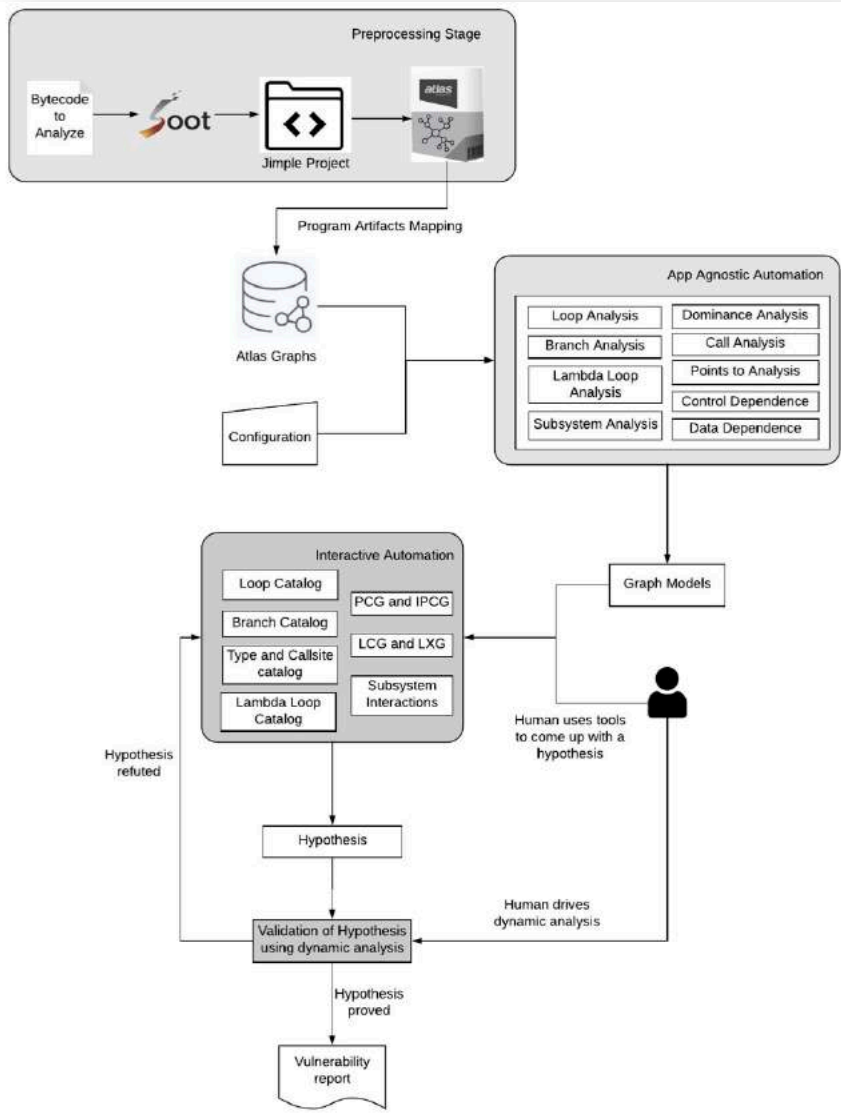 Preprocessing Stage
Bytecode
to
Analyze
Soot
Jimple Project
atlas
Program Artifacts Mapping
Atlas Graphs
Configuration
App Agnostic Automation
Loop Analysis
Branch Analysis
Lambda Loop
Analysis
Subsystem Analysis
Dominance Analysis
Call Analysis
Points to Analysis
Control Dependence
Data Dependence
Graph Models
Interactive Automation
Loop Catalog
Branch Catalog
Type and Callsite
catalog
Lambda Loop
Catalog
PCG and IPCG
LCG and LXG
Subsystem
Interactions
Human uses tools
to come up with a
hypothesis
Hypothesis
refuted
Hypothesis
Human drives
dynamic analysis
Validation of Hypothesis
using dynamic analysis
Hypothesis
proved
Vulnerability
report